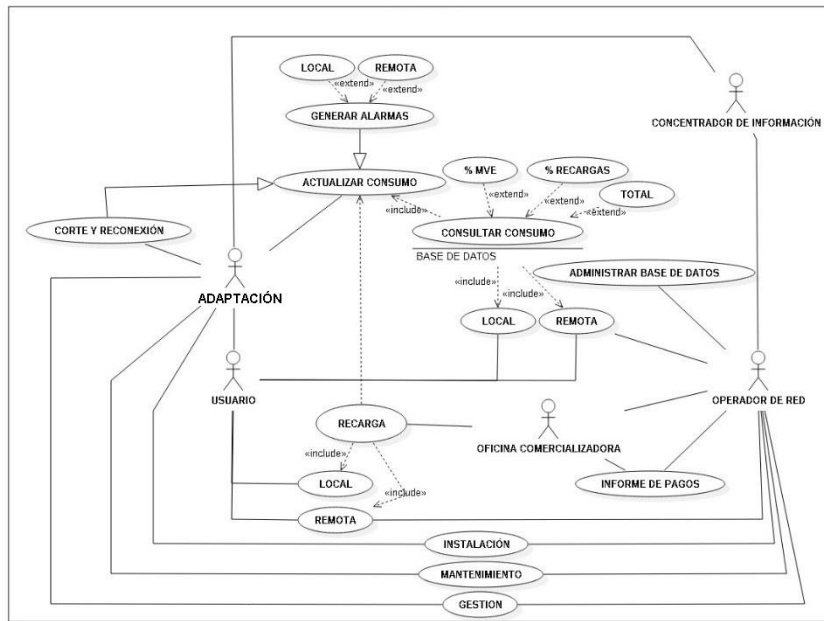 LOCAL
REMOTA
«extend»
«extend»
GENERAR ALARMAS
CONCENTRADOR DE INFORMACIÓN
% MVE
% RECARGAS
ACTUALIZAR CONSUMO
TOTAL
«extend»
«extend»
«include»
«extend»
CORTE Y RECONEXIÓN
CONSULTAR CONSUMO
BASE DE DATOS
ADMINISTRAR BASE DE DATOS
«include»
«include»
ADAPTACIÓN
LOCAL
REMOTA
USUARIO
OPERADOR DE RED
RECARGA
OFICINA COMERCIALIZADORA
«include»
LOCAL
INFORME DE PAGOS
«include»
REMOTA
INSTALACIÓN
MANTENIMIENTO
GESTION